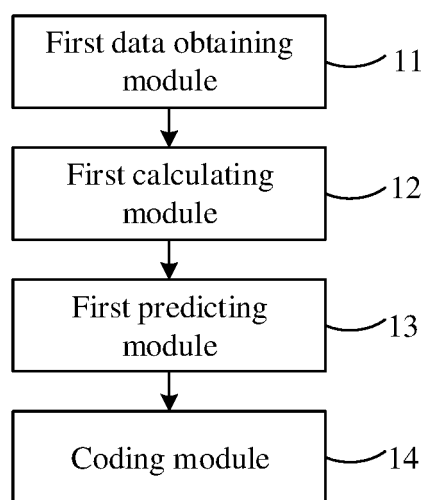 First data obtaining
module
11
First calculating
module
12
First predicting
module
13
Coding module
14